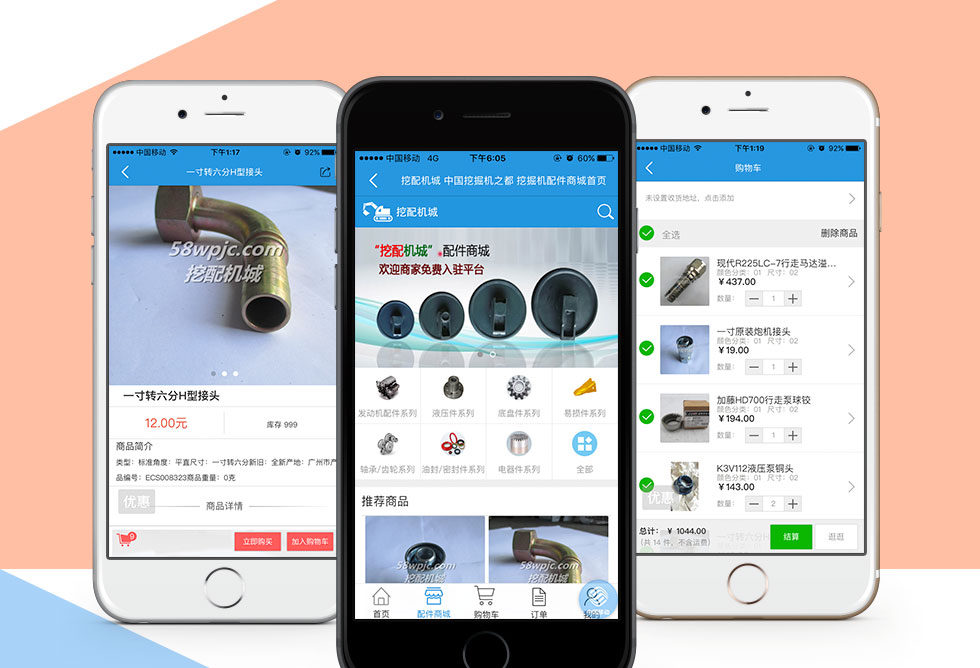 中国移动 下午1:17 92%
一寸转六分H型接头
58wpjc.com
挖配机城
一寸转六分H型接头
12.00元 库存 999
商品简介
类型：标准角度：平直尺寸：一寸转六分新旧：全新产地：广州市产
品编号：ECS008323商品重量：0克
优惠
商品详情
立即购买 加入购物车
中国移动 4G 下午6:05 60%
挖配机城 中国挖掘机之都 挖掘机配件商城首页
挖配机城
“挖配机城”配件商城
欢迎商家免费入驻平台
发动机配件系列 液压件系列 底盘件系列 易损件系列
轴承/齿轮系列 油封/密封件系列 电器件系列 全部
推荐商品
58wpjc.com 58wpjc.com
挖配机城 挖配机城
首页 配件商城 购物车 订单 我的
中国移动 下午1:19 92%
购物车
未设置收货地址，点击添加
全选 删除商品
现代R225LC-7行走马达溢...
颜色分类：01 尺寸：02
￥437.00
数量： 1
一寸原装炮机接头
颜色分类：01 尺寸：02
￥19.00
数量： 1
加藤HD700行走泵球铰
颜色分类：01 尺寸：02
￥194.00
数量： 1
K3V112液压泵铜头
颜色分类：01 尺寸：02
￥143.00
数量： 2
优惠
总计：￥ 1044.00
(共 14 件，不含运费)
一寸转六分H
结算 逛逛